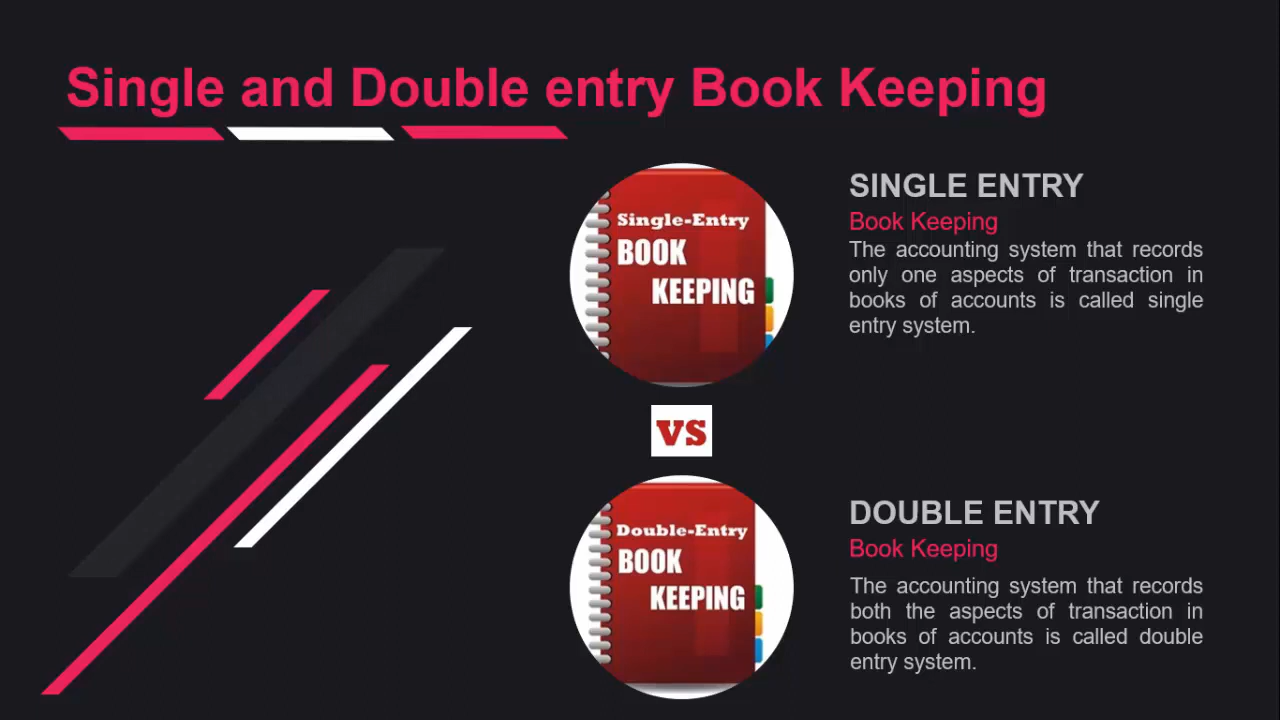 Single and Double entry Book Keeping
Single-Entry
BOOK
KEEPING
SINGLE ENTRY
Book Keeping
The accounting system that records
only one aspects of transaction in
books of accounts is called single
entry system.
VS
Double-Entry
BOOK
KEEPING
DOUBLE ENTRY
Book Keeping
The accounting system that records
both the aspects of transaction in
books of accounts is called double
entry system.